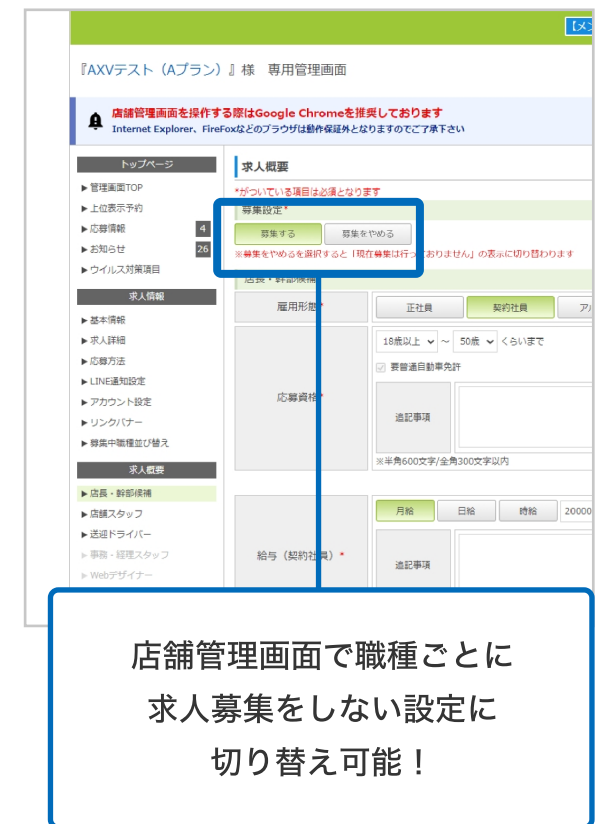 【メン
『AXVテスト（Aプラン）』様 専用管理画面
店舗管理画面を操作する際はGoogle Chromeを推奨しております
Internet Explorer、FireFoxなどのブラウザは動作保証外となりますのでご了承下さい
トップページ
▶管理画面TOP
▶上位表示予約
▶応募情報 4
▶お知らせ 26
▶ウイルス対策項目
求人情報
▶基本情報
▶求人詳細
▶応募方法
▶LINE通知設定
▶アカウント設定
▶リンクバナー
▶募集中職種並び替え
求人概要
▶店長・幹部候補
▶店舗スタッフ
▶送迎ドライバー
▶事務・経理スタッフ
▶Webデザイナー
求人概要
*がついている項目は必須となります
募集設定*
募集する 募集をやめる
※募集をやめるを選択すると「現在募集は行っておりません」の表示に切り替わります
店長・幹部候補
雇用形態* 正社員 契約社員 アル
応募資格*
18歳以上 ～ 50歳 くらいまで
要普通自動車免許
追記事項
※半角600文字/全角300文字以内
給与（契約社員）*
月給 日給 時給 20000
追記事項
店舗管理画面で職種ごとに
求人募集をしない設定に
切り替え可能！